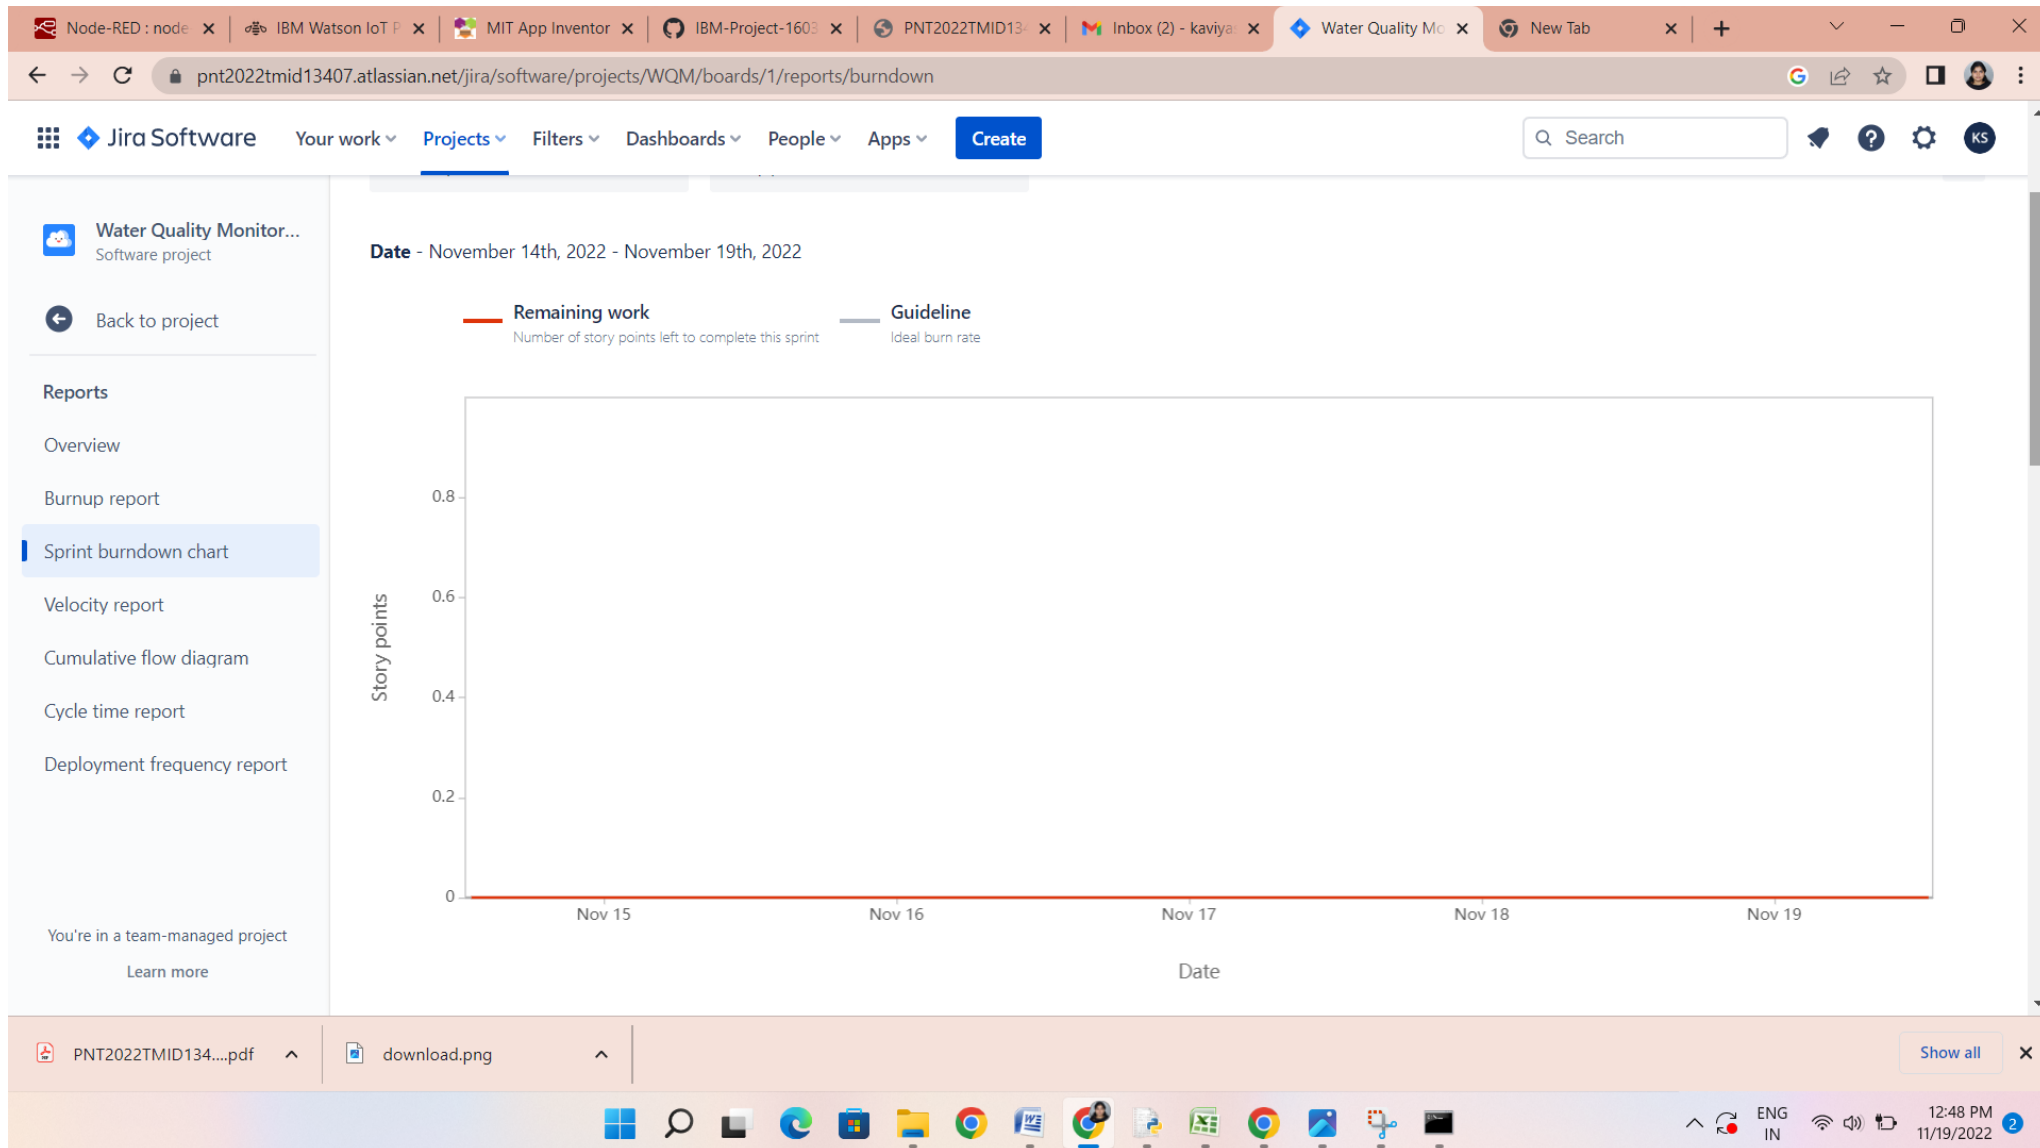 Node-RED : node
IBM Watson IoT P
MIT App Inventor
IBM-Project-1603
PNT2022TMID134
Inbox (2) - kaviya
Water Quality Mo
New Tab
pnt2022tmid13407.atlassian.net/jira/software/projects/WQM/boards/1/reports/burndown
Jira Software
Your work
Projects
Filters
Dashboards
People
Apps
Create
Search
KS
Water Quality Monitor...
Software project
Back to project
Reports
Overview
Burnup report
Sprint burndown chart
Velocity report
Cumulative flow diagram
Cycle time report
Deployment frequency report
You're in a team-managed project
Learn more
Date - November 14th, 2022 - November 19th, 2022
Remaining work
Number of story points left to complete this sprint
Guideline
Ideal burn rate
Story points
0.8
0.6
0.4
0.2
0
Nov 15
Nov 16
Nov 17
Nov 18
Nov 19
Date
PNT2022TMID134....pdf
download.png
Show all
ENG
IN
12:48 PM
11/19/2022
2